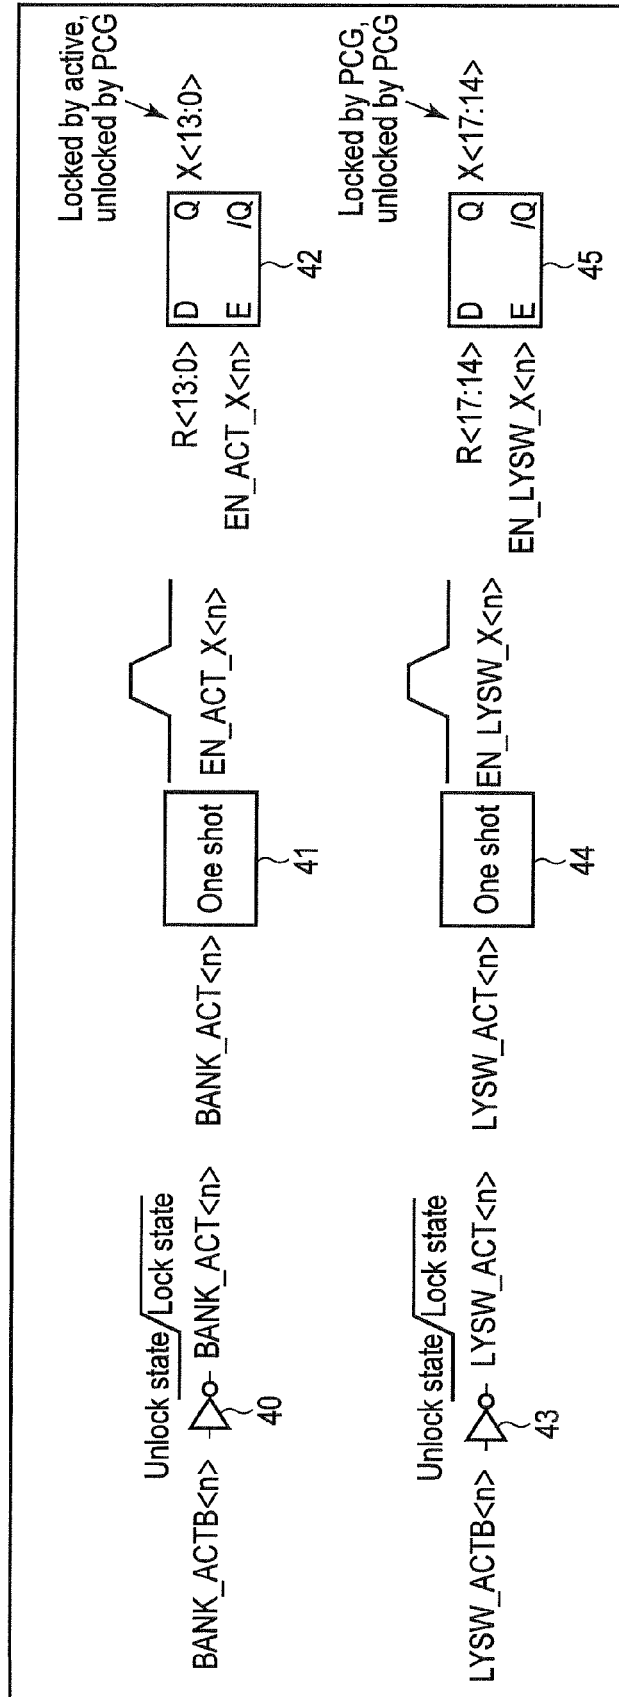 Unlock state Lock state
BANK_ACTB<n>
BANK_ACT<n>
40
BANK_ACT<n>
One shot
EN_ACT_X<n>
41
R<13:0>
EN_ACT_X<n>
D
Q
E
/Q
42
X<13:0>
Locked by active,
unlocked by PCG
Unlock state Lock state
LYSW_ACTB<n>
LYSW_ACT<n>
43
LYSW_ACT<n>
One shot
EN_LYSW_X<n>
44
R<17:14>
EN_LYSW_X<n>
D
Q
E
/Q
45
X<17:14>
Locked by PCG,
unlocked by PCG